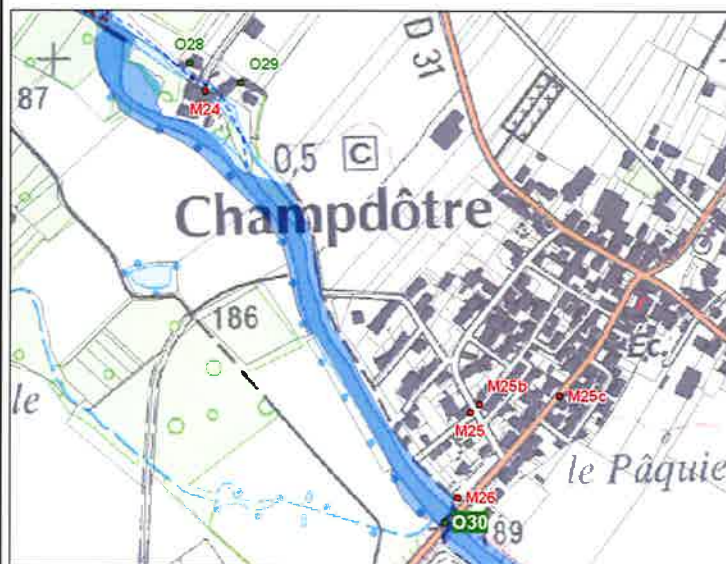 O28
O29
D 31
87
M24
0,5 C
Champdôtre
186
Éc.
le
M25b
M25
M25c
le Pâquie
M26
O30
89